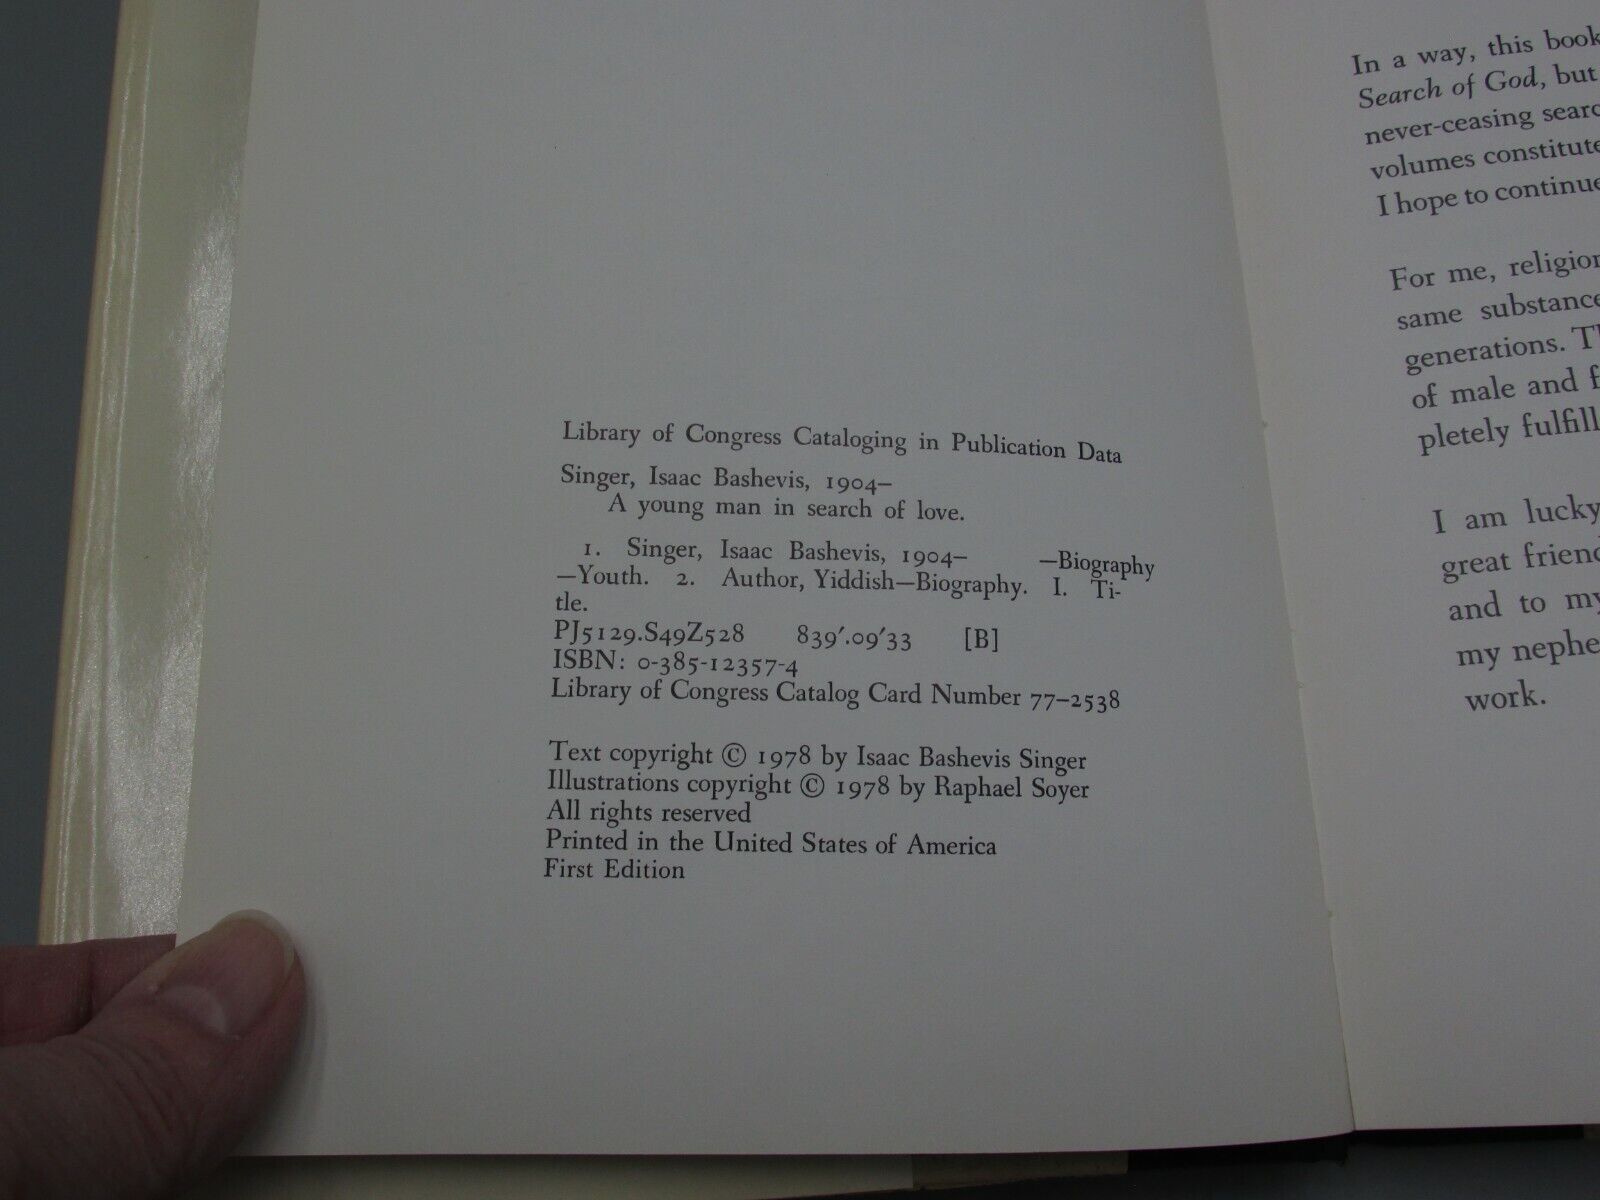 Library of Congress Cataloging in Publication Data
Singer, Isaac Bashevis, 1904–
A young man in search of love.
1. Singer, Isaac Bashevis, 1904– —Biography
—Youth. 2. Author, Yiddish—Biography. I. Ti-
tle.
PJ5129.S49Z528 839′.09′33 [B]
ISBN: 0-385-12357-4
Library of Congress Catalog Card Number 77–2538
Text copyright © 1978 by Isaac Bashevis Singer
Illustrations copyright © 1978 by Raphael Soyer
All rights reserved
Printed in the United States of America
First Edition
In a way, this book
Search of God, but
never-ceasing searc
volumes constitute
I hope to continue
For me, religion
same substance
generations. Th
of male and f
pletely fulfill
I am lucky
great friend
and to my
my nephe
work.